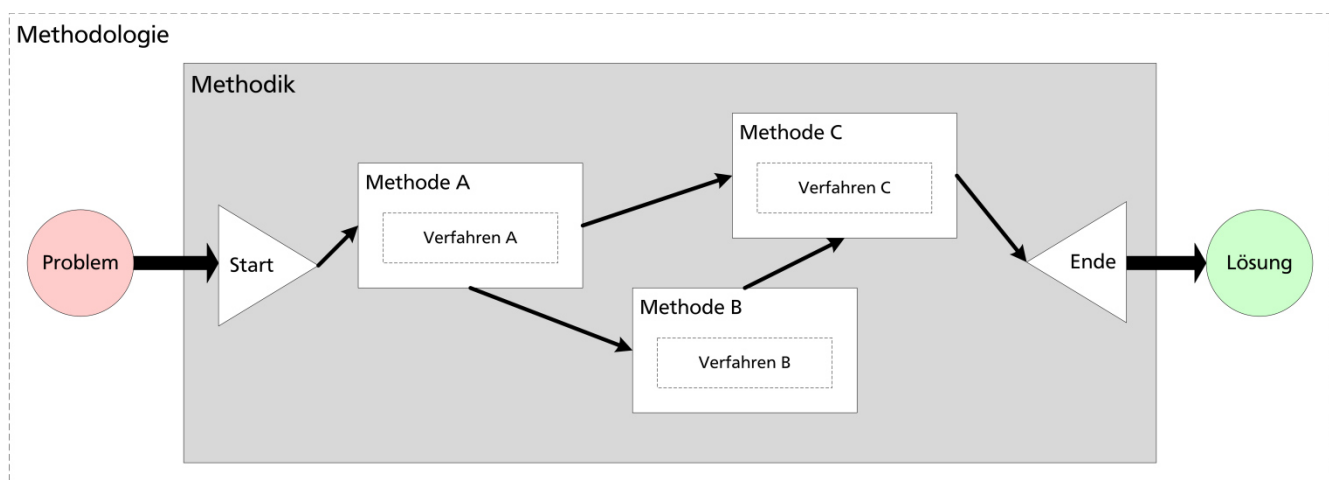 Methodologie
Methodik
Problem
Start
Methode A
Verfahren A
Methode B
Verfahren B
Methode C
Verfahren C
Ende
Lösung